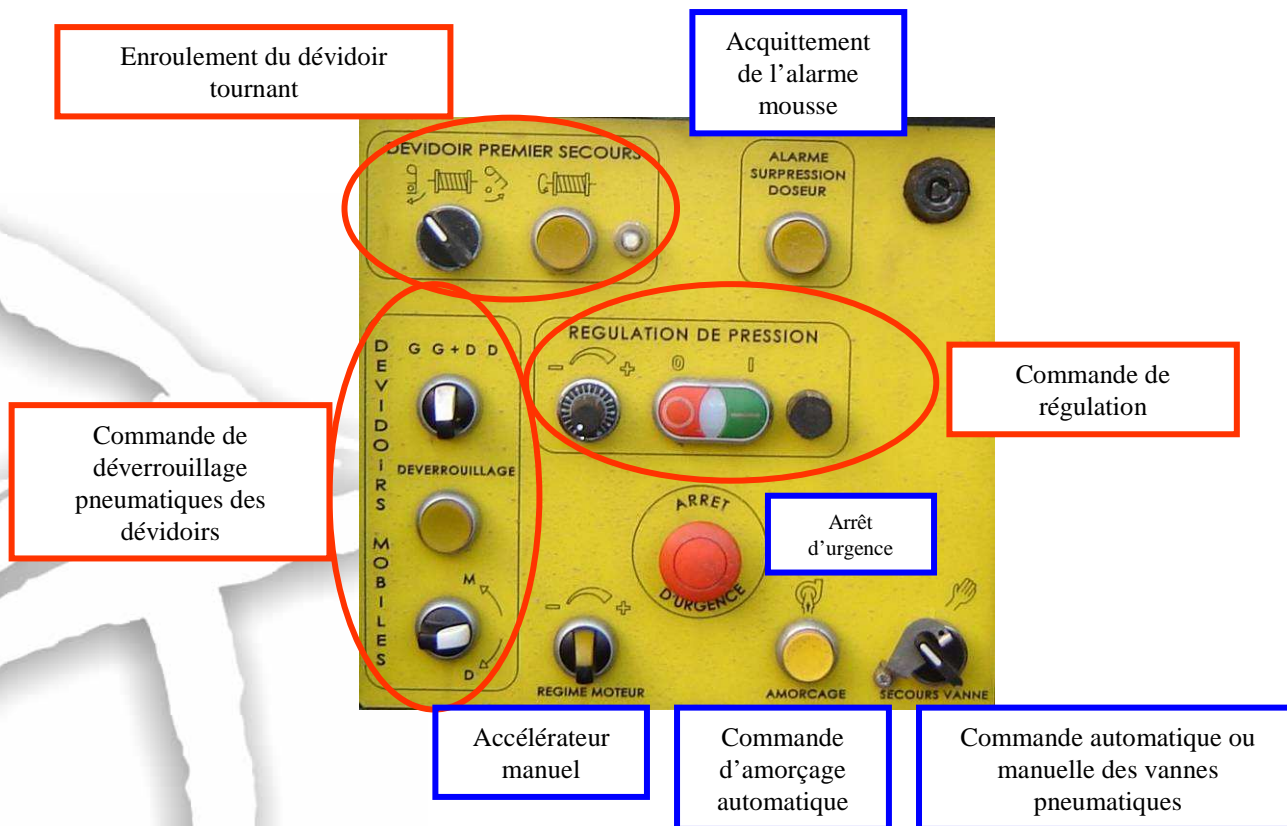 Enroulement du dévidoir
tournant
Acquittement
de l'alarme
mousse
DEVIDOIR PREMIER SECOURS
ALARME
SURPRESSION
DOSEUR
DEVIDOIRS MOBILES
G G+D D
DEVERROUILLAGE
M
D
REGULATION DE PRESSION
- +
O I
Commande de
régulation
Commande de
déverrouillage
pneumatiques des
dévidoirs
ARRET
D'URGENCE
Arrêt
d'urgence
- +
REGIME MOTEUR
AMORCAGE
SECOURS VANNE
Accélérateur
manuel
Commande
d'amorçage
automatique
Commande automatique ou
manuelle des vannes
pneumatiques